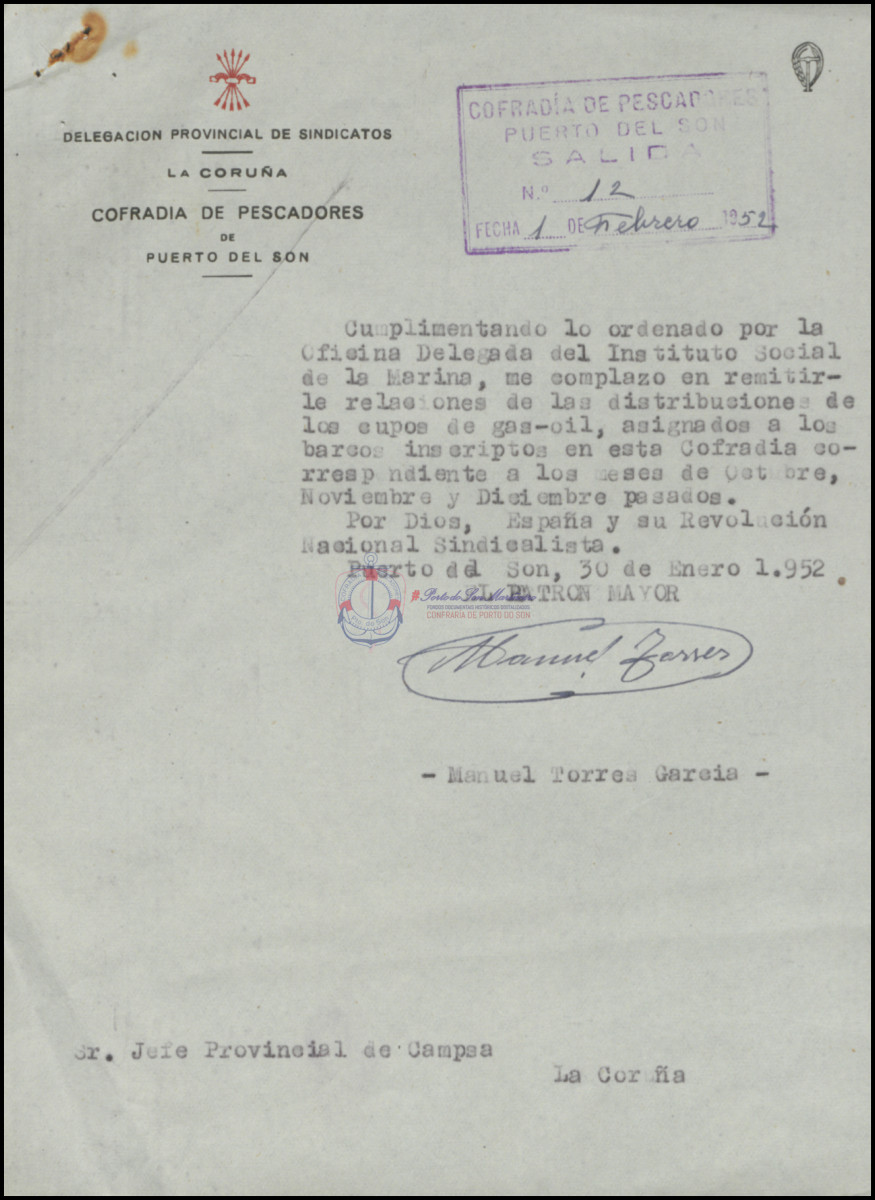 DELEGACION PROVINCIAL DE SINDICATOS
LA CORUÑA
COFRADIA DE PESCADORES
DE
PUERTO DEL SON
COFRADÍA DE PESCADORES
PUERTO DEL SON
SALIDA
N.º 12
FECHA 1 DE Febrero 1952
Cumplimentando lo ordenado por la
Oficina Delegada del Instituto Social
de la Marina, me complazo en remitir-
le relaciones de las distribuciones de
los cupos de gas-oil, asignados a los
barcos inscriptos en esta Cofradia co-
rrespondiente a los meses de Octubre,
Noviembre y Diciembre pasados.
Por Dios, España y su Revolución
Nacional Sindicalista.
Puerto del Son, 30 de Enero 1.952
EL PATRON MAYOR
CONFRARÍA DE PORTO DO SON
Manuel Torres
- Manuel Torres Garcia -
Sr. Jefe Provincial de Campsa
La Coruña